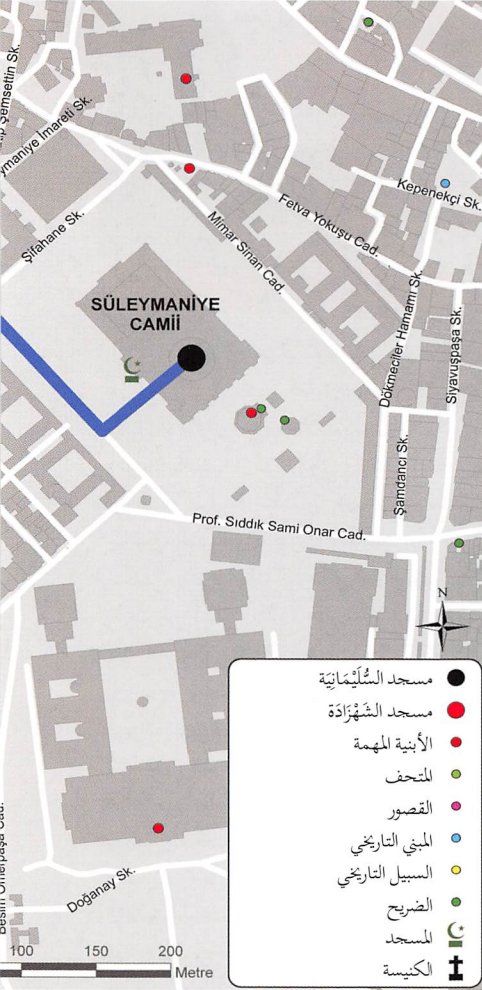 Şemsettin Sk.
ymaniye İmareti Sk.
Şifahane Sk.
Mimar Sinan Cad.
Fetva Yokuşu Cad.
Kepenekçi Sk.
SÜLEYMANİYE
CAMİİ
Dökmeciler Hamamı Sk.
Siyavuşpaşa Sk.
Şamdancı Sk.
Prof. Sıddık Sami Onar Cad.
N
مسجد السُّلَيْمَانِيَة
مسجد الشَهْزَادَة
الأبنية المهمة
المتحف
القصور
المبني التاريخي
السبيل التاريخي
الضريح
المسجد
الكنيسة
Besim Ömerpaşa Cad.
Doğanay Sk.
100 150 200
Metre